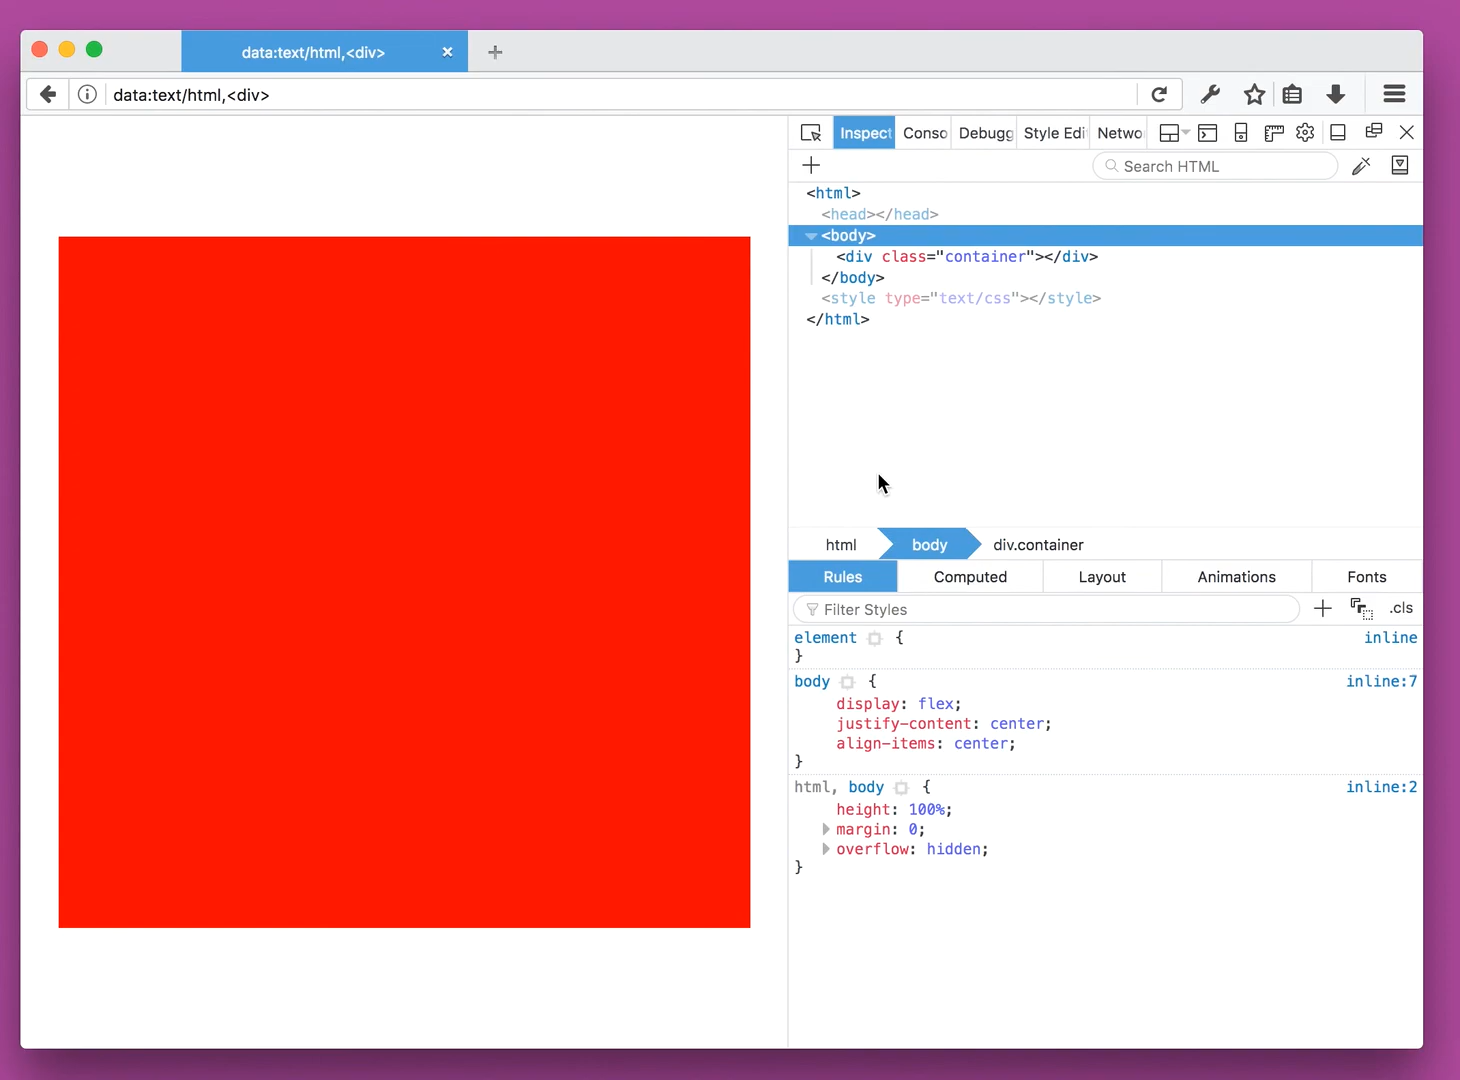 data:text/html,<div>
data:text/html,<div>
Inspect Conso Debugg Style Edi Netwo
Search HTML
<html>
<head></head>
<body>
<div class="container"></div>
</body>
<style type="text/css"></style>
</html>
html body div.container
Rules Computed Layout Animations Fonts
Filter Styles .cls
element { inline
}
body { inline:7
display: flex;
justify-content: center;
align-items: center;
}
html, body { inline:2
height: 100%;
margin: 0;
overflow: hidden;
}